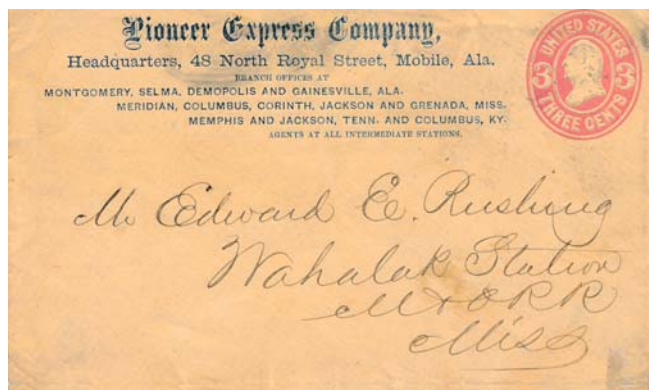 Pioneer Express Company,
Headquarters, 48 North Royal Street, Mobile, Ala.
BRANCH OFFICES AT
MONTGOMERY, SELMA, DEMOPOLIS AND GAINESVILLE, ALA.
MERIDIAN, COLUMBUS, CORINTH, JACKSON AND GRENADA, MISS.
MEMPHIS AND JACKSON, TENN. AND COLUMBUS, KY.
AGENTS AT ALL INTERMEDIATE STATIONS.
UNITED STATES
3 3
THREE CENTS
Mr Edward E. Rushing
Wahalak Station
M & O R R
Miss